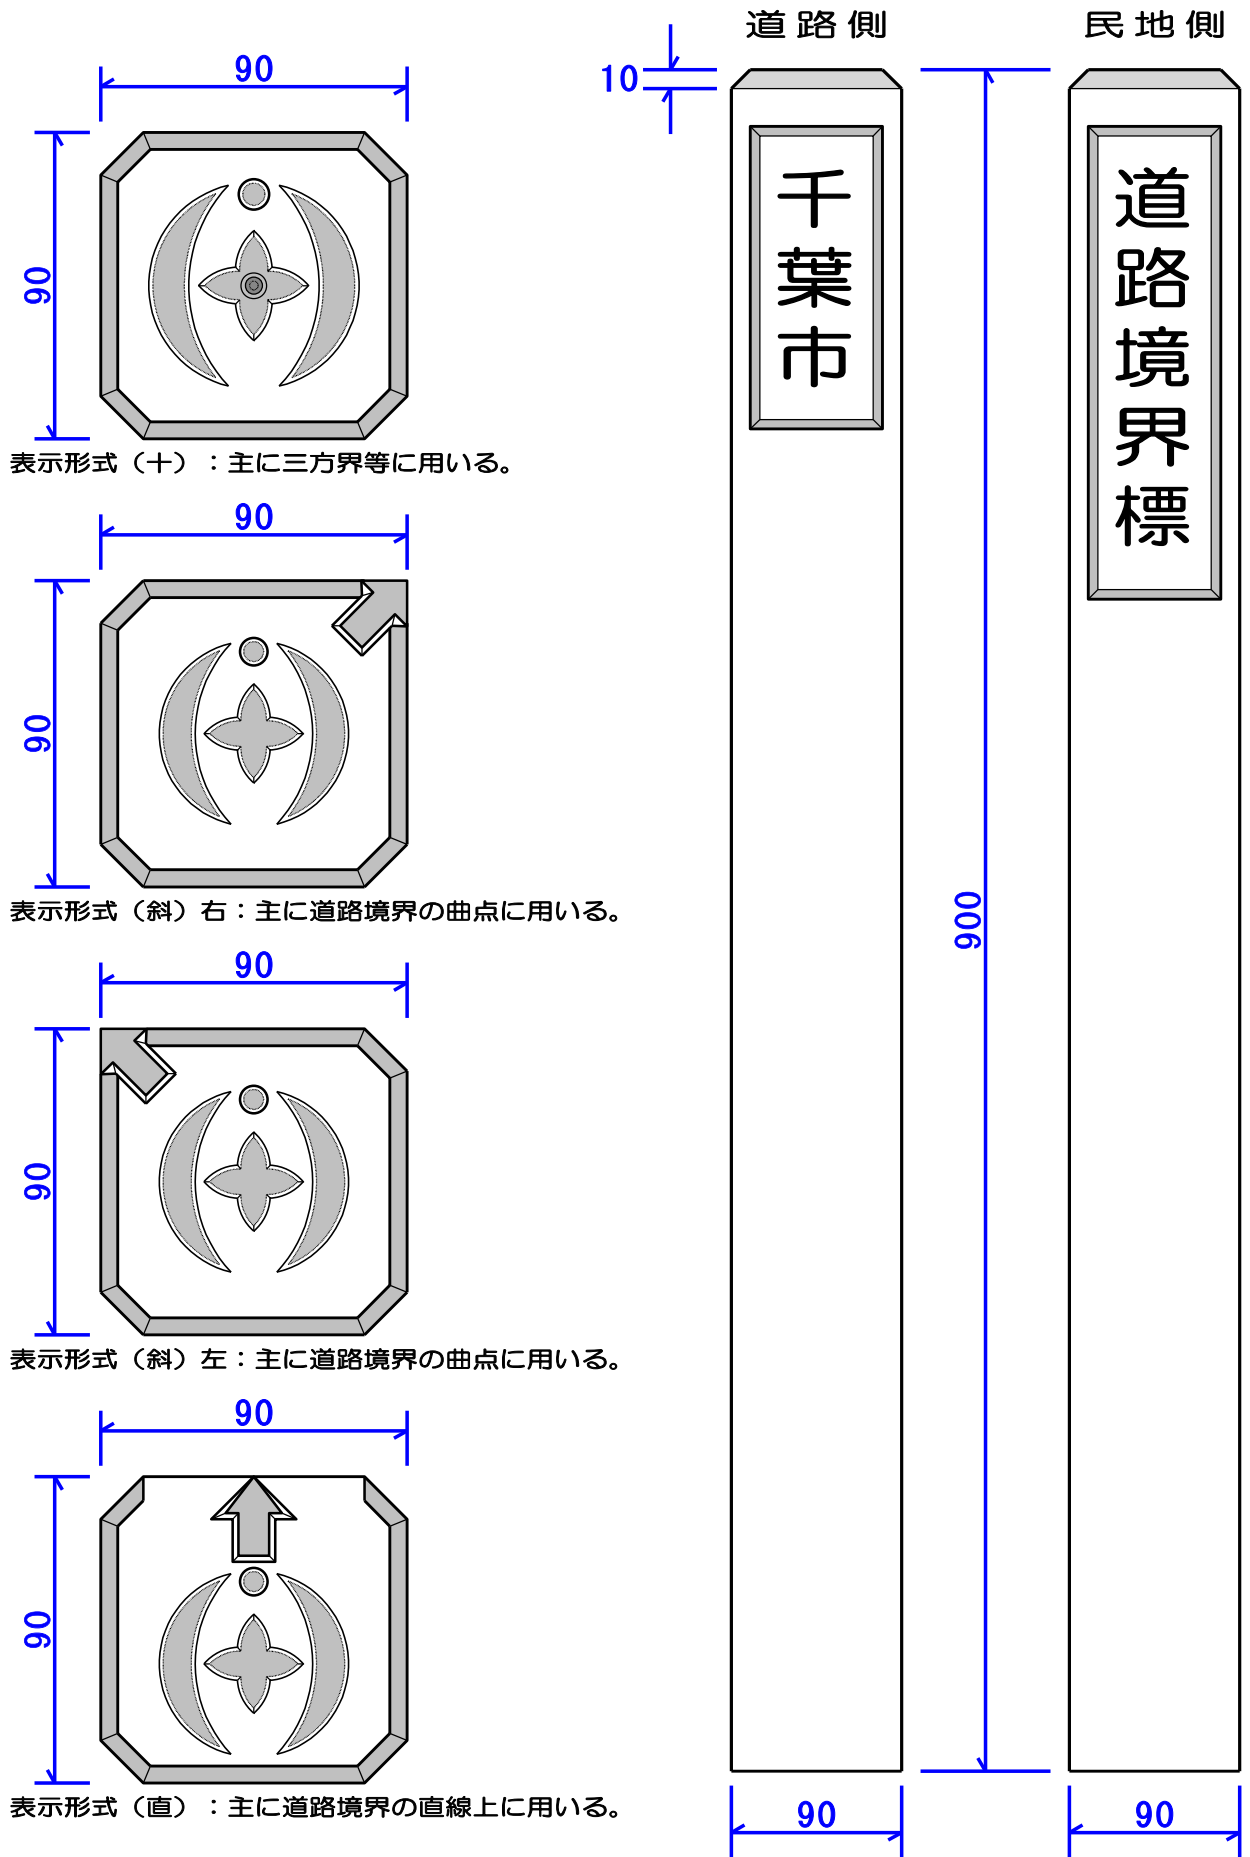 90
90
表示形式（十）：主に三方界等に用いる。
90
90
表示形式（斜）右：主に道路境界の曲点に用いる。
90
90
表示形式（斜）左：主に道路境界の曲点に用いる。
90
90
表示形式（直）：主に道路境界の直線上に用いる。
道路側
10
千葉市
90
900
民地側
道路境界標
90